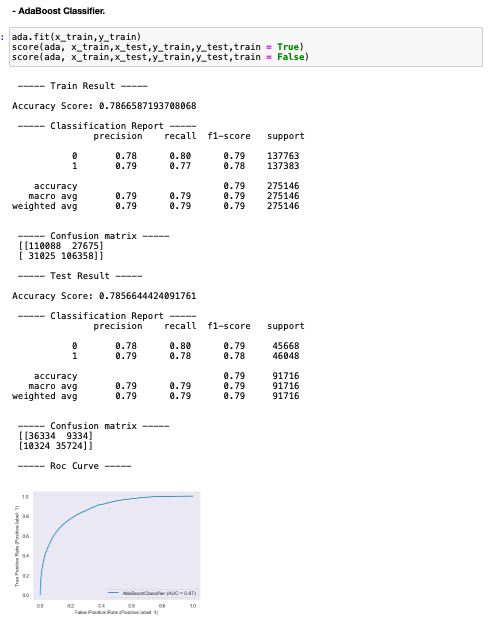 - AdaBoost Classifier.
:
ada.fit(x_train,y_train)
score(ada, x_train,x_test,y_train,y_test,train = True)
score(ada, x_train,x_test,y_train,y_test,train = False)
----- Train Result -----
Accuracy Score: 0.7866587193708068
----- Classification Report -----
precision recall f1-score support
0 0.78 0.80 0.79 137763
1 0.79 0.77 0.78 137383
accuracy 0.79 275146
macro avg 0.79 0.79 0.79 275146
weighted avg 0.79 0.79 0.79 275146
----- Confusion matrix -----
[[110088 27675]
[ 31025 106358]]
----- Test Result -----
Accuracy Score: 0.7856644424091761
----- Classification Report -----
precision recall f1-score support
0 0.78 0.80 0.79 45668
1 0.79 0.78 0.78 46048
accuracy 0.79 91716
macro avg 0.79 0.79 0.79 91716
weighted avg 0.79 0.79 0.79 91716
----- Confusion matrix -----
[[36334 9334]
[10324 35724]]
----- Roc Curve -----
True Positive Rate (Positive label: 1)
1.0
0.8
0.6
0.4
0.2
0.0
AdaBoostClassifier (AUC = 0.87)
0.0 0.2 0.4 0.6 0.8 1.0
False Positive Rate (Positive label: 1)